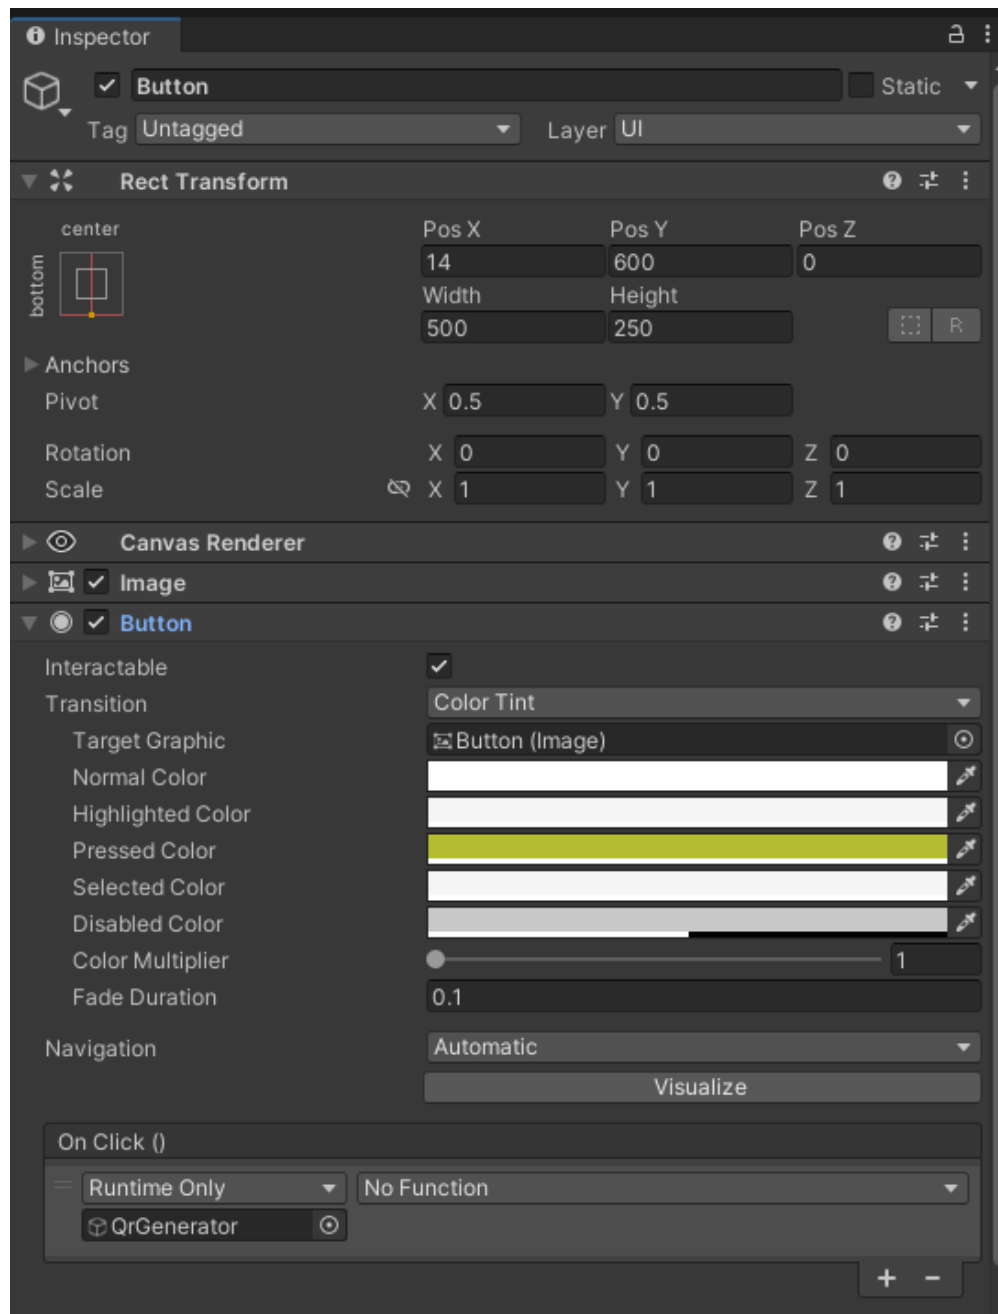 Inspector
Button
Static
Tag Untagged Layer UI
Rect Transform
center
bottom
Pos X Pos Y Pos Z
14 600 0
Width Height
500 250
R
Anchors
Pivot X 0.5 Y 0.5
Rotation X 0 Y 0 Z 0
Scale X 1 Y 1 Z 1
Canvas Renderer
Image
Button
Interactable
Transition Color Tint
Target Graphic Button (Image)
Normal Color
Highlighted Color
Pressed Color
Selected Color
Disabled Color
Color Multiplier 1
Fade Duration 0.1
Navigation Automatic
Visualize
On Click ()
Runtime Only No Function
QrGenerator